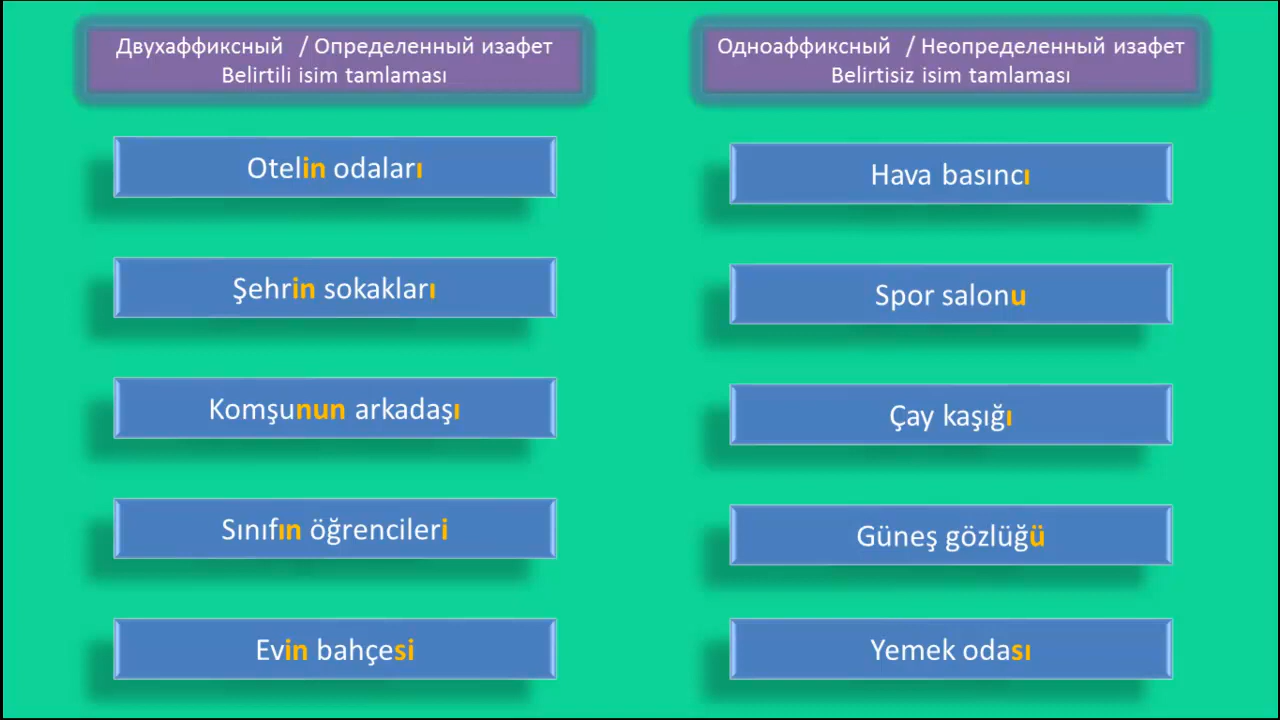 Двухаффиксный / Определенный изафет
Belirtili isim tamlaması
Otelin odaları
Şehrin sokakları
Komşunun arkadaşı
Sınıfın öğrencileri
Evin bahçesi
Одноаффиксный / Неопределенный изафет
Belirtisiz isim tamlaması
Hava basıncı
Spor salonu
Çay kaşığı
Güneş gözlüğü
Yemek odası